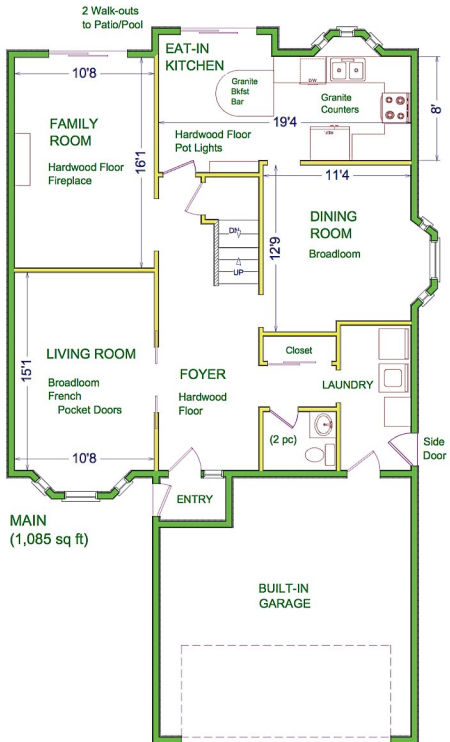 2 Walk-outs
to Patio/Pool
EAT-IN
KITCHEN
10'8
Granite
Bkfst
Bar
D/W
Granite
Counters
8'
19'4
FAMILY
ROOM
Hardwood Floor
Fireplace
16'1
Hardwood Floor
Pot Lights
11'4
DINING
ROOM
Broadloom
12'9
DN
UP
LIVING ROOM
Broadloom
French
Pocket Doors
15'1
10'8
FOYER
Hardwood
Floor
Closet
LAUNDRY
(2 pc)
Side
Door
ENTRY
MAIN
(1,085 sq ft)
BUILT-IN
GARAGE